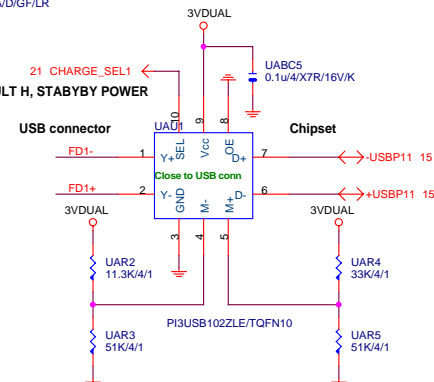 /D/GF/LR
3VDUAL
21 CHARGE_SEL1
UABC5
0.1u/4/X7R/16V/K
LT H, STABYBY POWER
USB connector
UAU1
Chipset
10
9
8
SEL
Vcc
OE
FD1-
1
Y+
D+
7
-USBP11 15
Close to USB conn
FD1+
2
Y-
D-
6
+USBP11 15
GND
M-
M+
3VDUAL
3
4
5
3VDUAL
UAR2
11.3K/4/1
UAR4
33K/4/1
PI3USB102ZLE/TQFN10
UAR3
51K/4/1
UAR5
51K/4/1